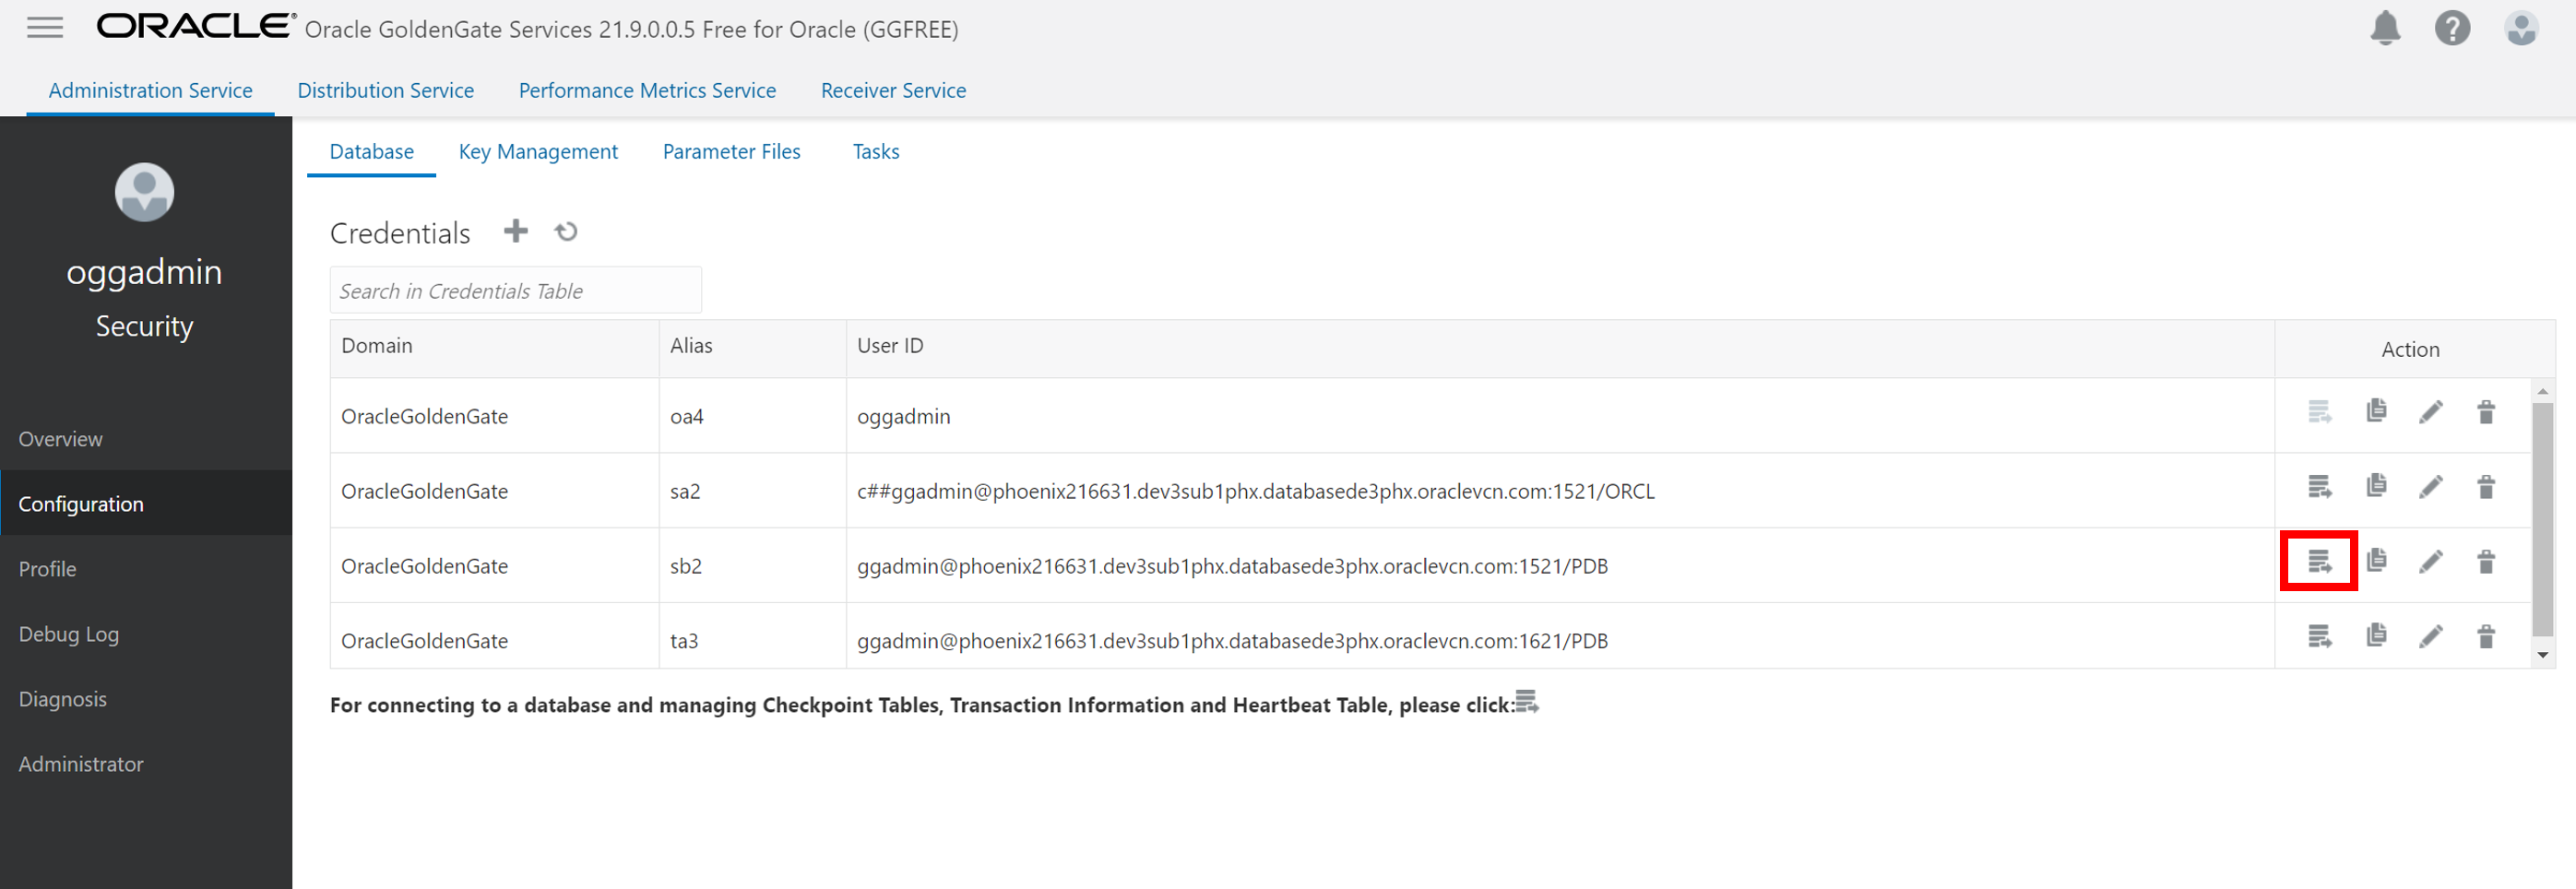 ORACLE® Oracle GoldenGate Services 21.9.0.0.5 Free for Oracle (GGFREE)
Administration Service Distribution Service Performance Metrics Service Receiver Service
oggadmin
Security
Overview
Configuration
Profile
Debug Log
Diagnosis
Administrator
Database Key Management Parameter Files Tasks
Credentials
Search in Credentials Table
Domain Alias User ID Action
OracleGoldenGate oa4 oggadmin
OracleGoldenGate sa2 c##ggadmin@phoenix216631.dev3sub1phx.databasede3phx.oraclevcn.com:1521/ORCL
OracleGoldenGate sb2 ggadmin@phoenix216631.dev3sub1phx.databasede3phx.oraclevcn.com:1521/PDB
OracleGoldenGate ta3 ggadmin@phoenix216631.dev3sub1phx.databasede3phx.oraclevcn.com:1621/PDB
For connecting to a database and managing Checkpoint Tables, Transaction Information and Heartbeat Table, please click: